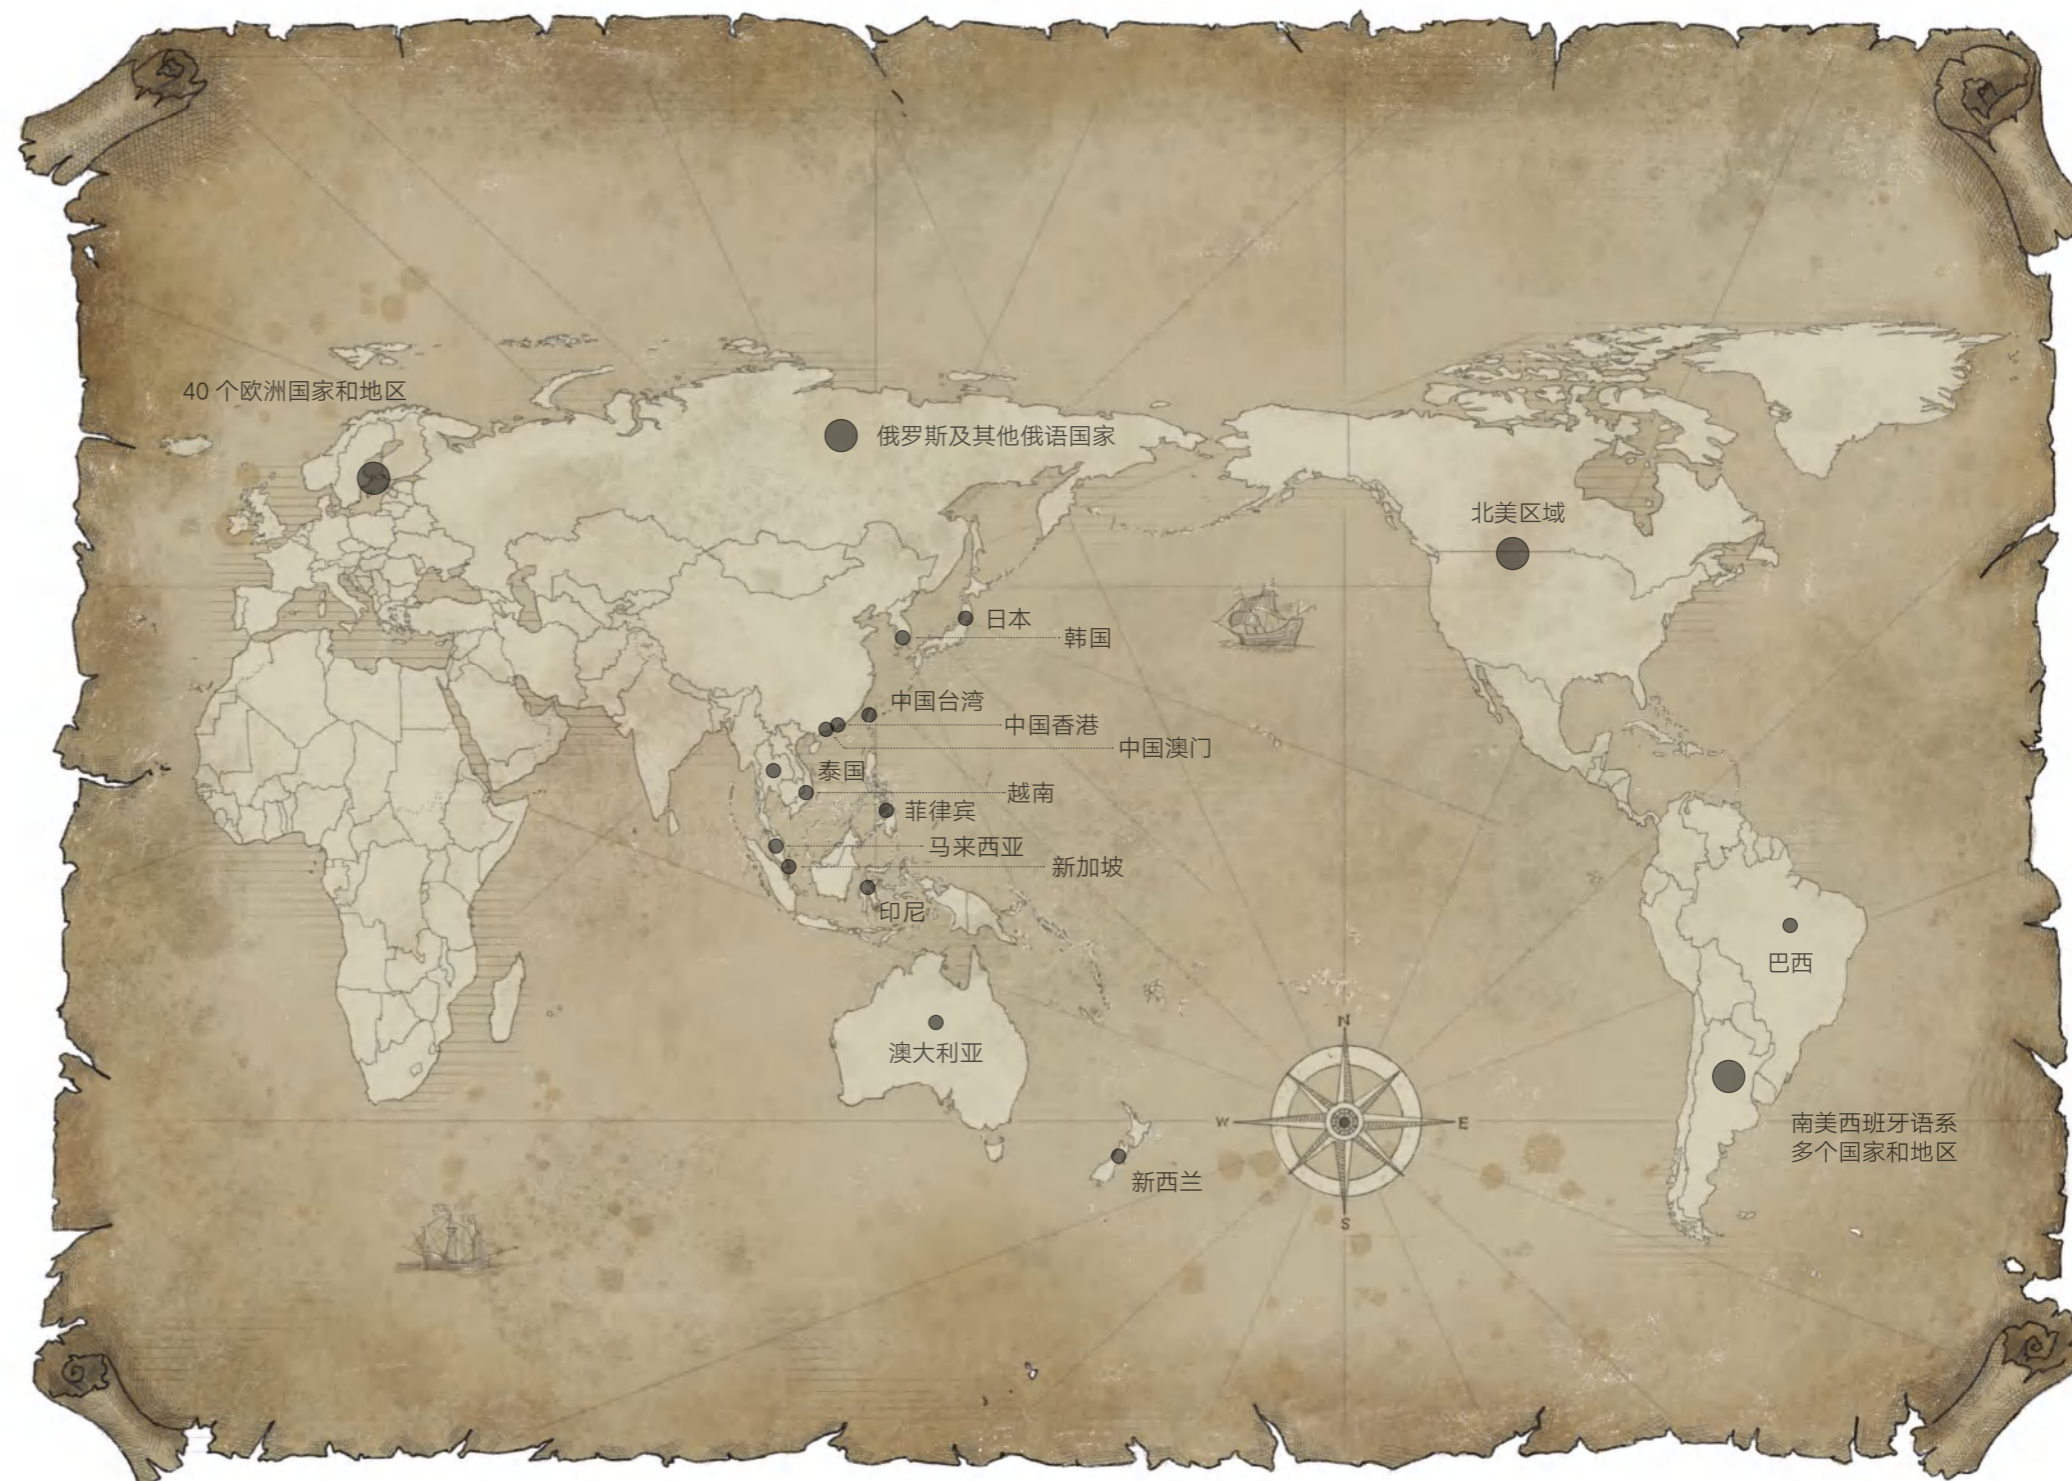 40 个欧洲国家和地区
俄罗斯及其他俄语国家
北美区域
日本
韩国
中国台湾
中国香港
中国澳门
泰国
越南
菲律宾
马来西亚
新加坡
印尼
巴西
澳大利亚
N
W
E
S
南美西班牙语系
多个国家和地区
新西兰